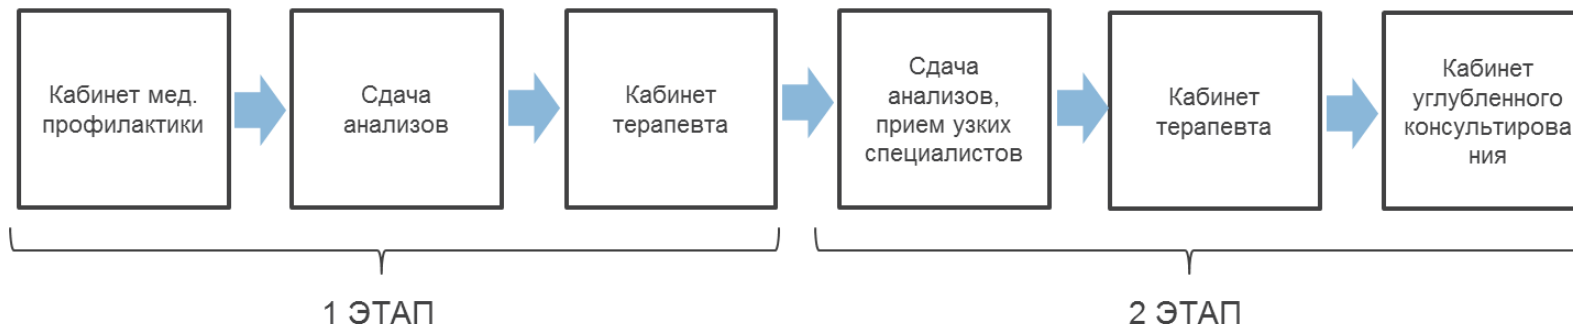 Кабинет мед.
профилактики
Сдача
анализов
Кабинет
терапевта
Сдача
анализов,
прием узких
специалистов
Кабинет
терапевта
Кабинет
углубленного
консультирова
ния
1 ЭТАП
2 ЭТАП